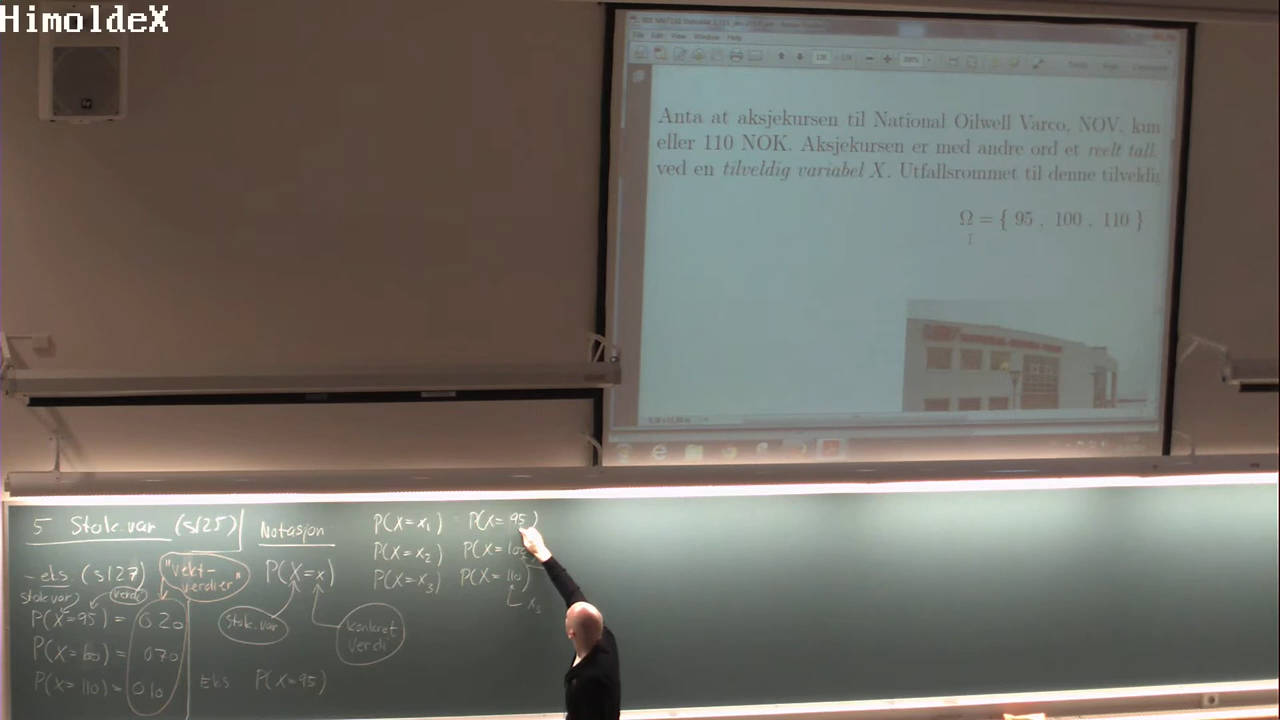 HimoldeX
Anta at aksjekursen til National Oilwell Varco, NOV, kun
eller 110 NOK. Aksjekursen er med andre ord et reelt tall.
ved en tilveldig variabel X. Utfallsrommet til denne tilveldig
Ω = { 95 , 100 , 110 }
5 Stok.var (s125)
- eks. (s127)
"vekt-
verdier"
stok var
verdi
P(X=95) = 0.20
P(X=100) = 0.70
P(X=110) = 0.10
Notasjon
P(X=x)
Stok.var
konkret
verdi
Eks P(X=95)
P(X=x₁) : P(X=95)
P(X=x₂) P(X=100
P(X=x₃) P(X=110)
x₃